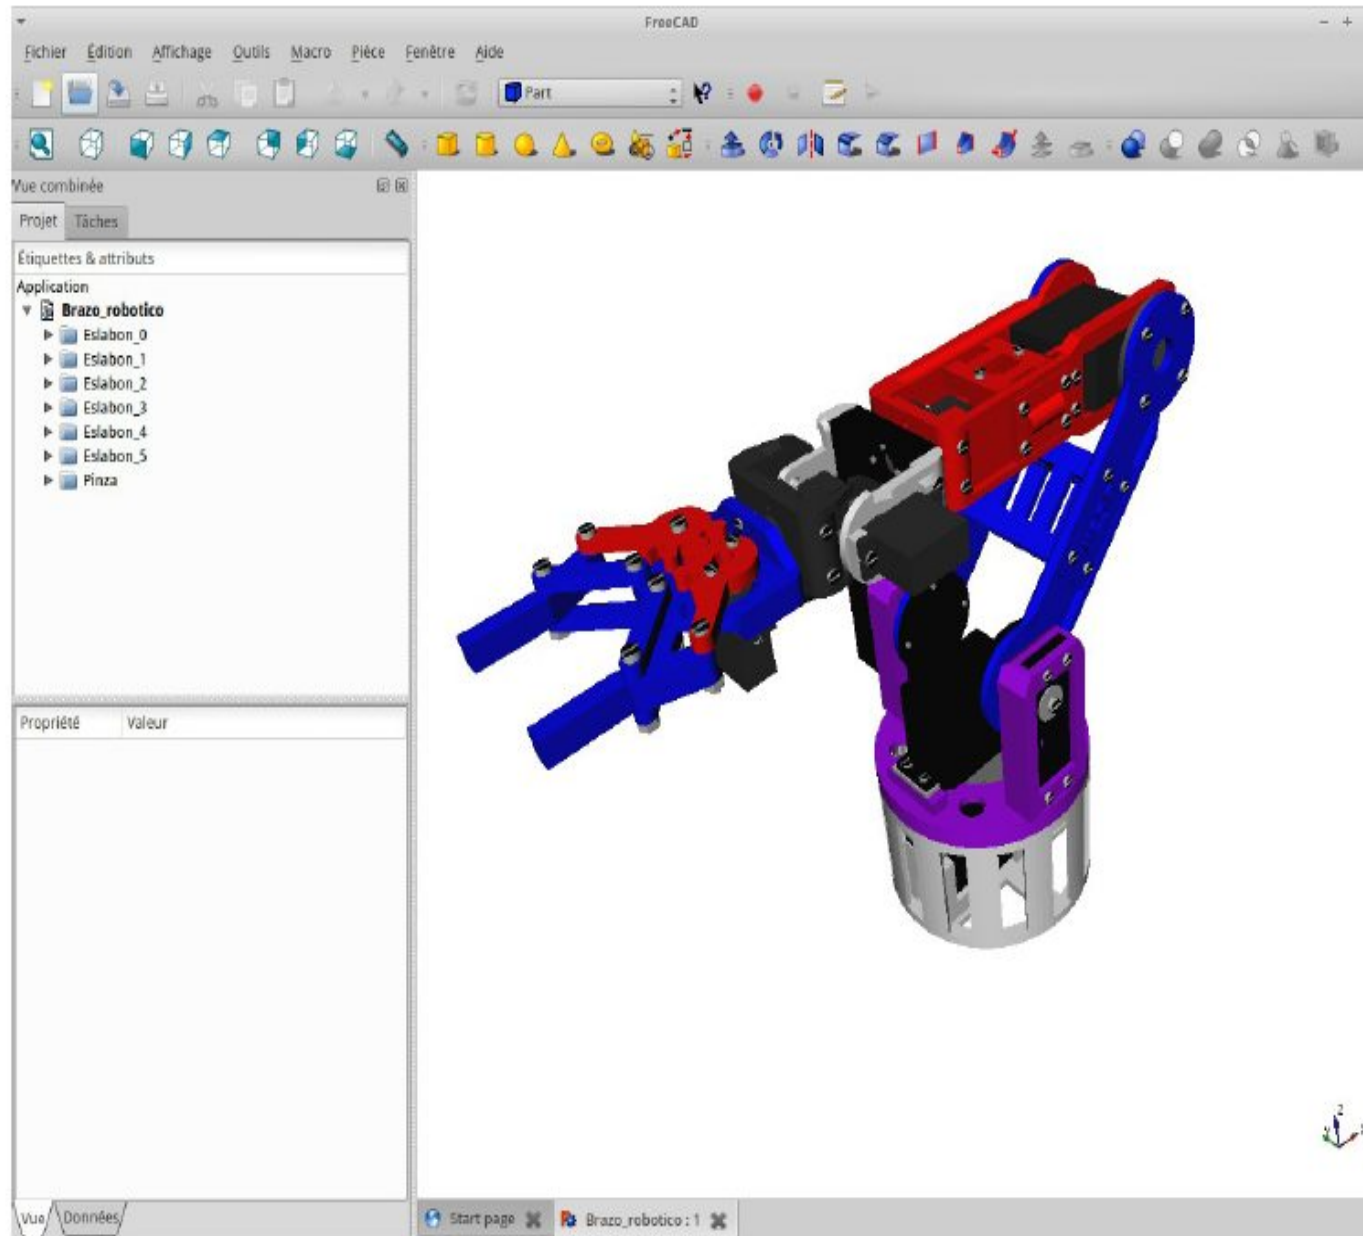 FreeCAD
Fichier Édition Affichage Outils Macro Pièce Fenêtre Aide
Part
Vue combinée
Projet Tâches
Étiquettes & attributs
Application
Brazo_robotico
Eslabon_0
Eslabon_1
Eslabon_2
Eslabon_3
Eslabon_4
Eslabon_5
Pinza
Propriété Valeur
Z
Y X
Vue Données
Start page Brazo_robotico : 1